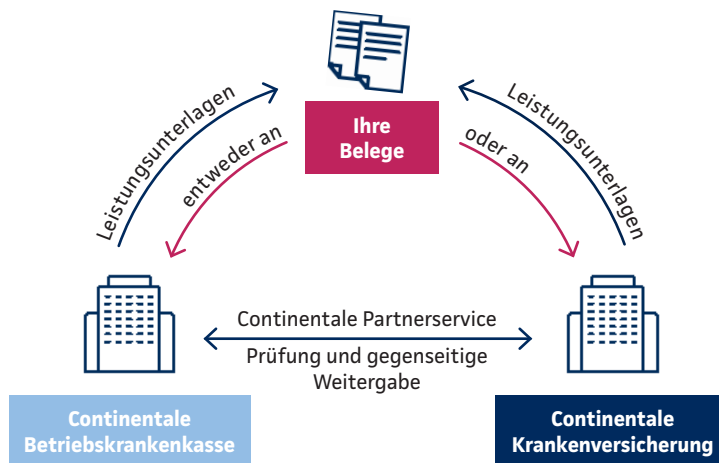 Ihre
Belege
Leistungsunterlagen
entweder an
oder an
Leistungsunterlagen
Continentale Partnerservice
Prüfung und gegenseitige
Weitergabe
Continentale
Betriebskrankenkasse
Continentale
Krankenversicherung